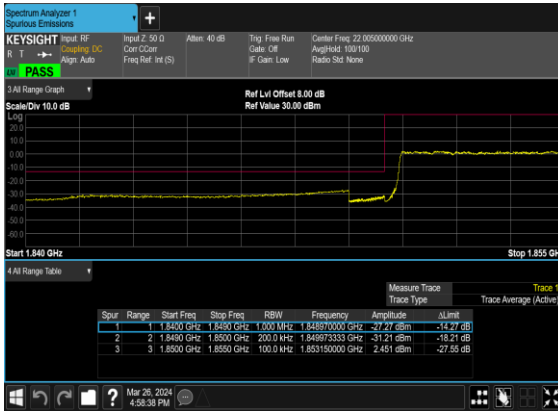 Spectrum Analyzer 1
Spurious Emissions
+
KEYSIGHT Input: RF Input Z: 50 Ω Atten: 40 dB Trig: Free Run Center Freq: 22.005000000 GHz
R T Coupling: DC Corr CCorr Gate: Off Avg|Hold: 100/100
Align: Auto Freq Ref: Int (S) IF Gain: Low Radio Std: None
LXI PASS
3 All Range Graph
Ref Lvl Offset 8.00 dB
Scale/Div 10.0 dB Ref Value 30.00 dBm
Log
20.0
10.0
0.00
-10.0
-20.0
-30.0
-40.0
-50.0
-60.0
Start 1.840 GHz Stop 1.855 GH
4 All Range Table
Measure Trace Trace 1
Trace Type Trace Average (Active)
Spur Range Start Freq Stop Freq RBW Frequency Amplitude ΔLimit
1 1 1.8400 GHz 1.8490 GHz 1.000 MHz 1.848970000 GHz -27.27 dBm -14.27 dB
2 2 1.8490 GHz 1.8500 GHz 200.0 kHz 1.849973333 GHz -31.21 dBm -18.21 dB
3 3 1.8500 GHz 1.8550 GHz 100.0 kHz 1.853150000 GHz 2.451 dBm -27.55 dB
? Mar 26, 2024
4:58:38 PM